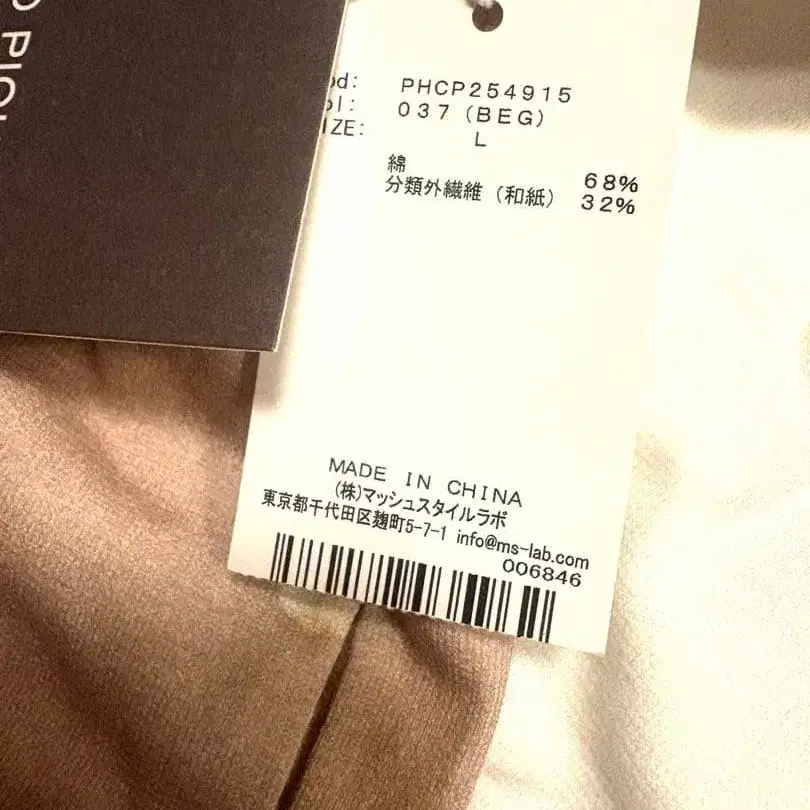 PHCP254915
037 (BEG)
IZE: L
綿 68%
分類外繊維 (和紙) 32%
MADE IN CHINA
(株)マッシュスタイルラボ
東京都千代田区麹町5-7-1 info@ms-lab.com
006846